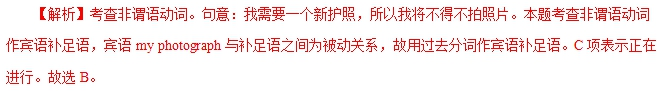 【解析】考查非谓语动词。句意：我需要一个新护照，所以我将不得不拍照片。本题考查非谓语动词
作宾语补足语，宾语 my photograph 与补足语之间为被动关系，故用过去分词作宾语补足语。C 项表示正在
进行。故选 B。